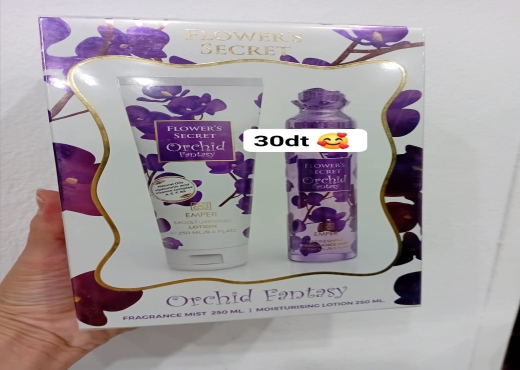 FLOWER'S
SECRET
FLOWER'S
SECRET
Orchid
Fantasy
EMPER
MOISTURISING
LOTION
30dt 🥰
FLOWER'S
SECRET
Orchid
Fantasy
EMPER
Orchid Fantasy
FRAGRANCE MIST 250 ML | MOISTURISING LOTION 250 ML